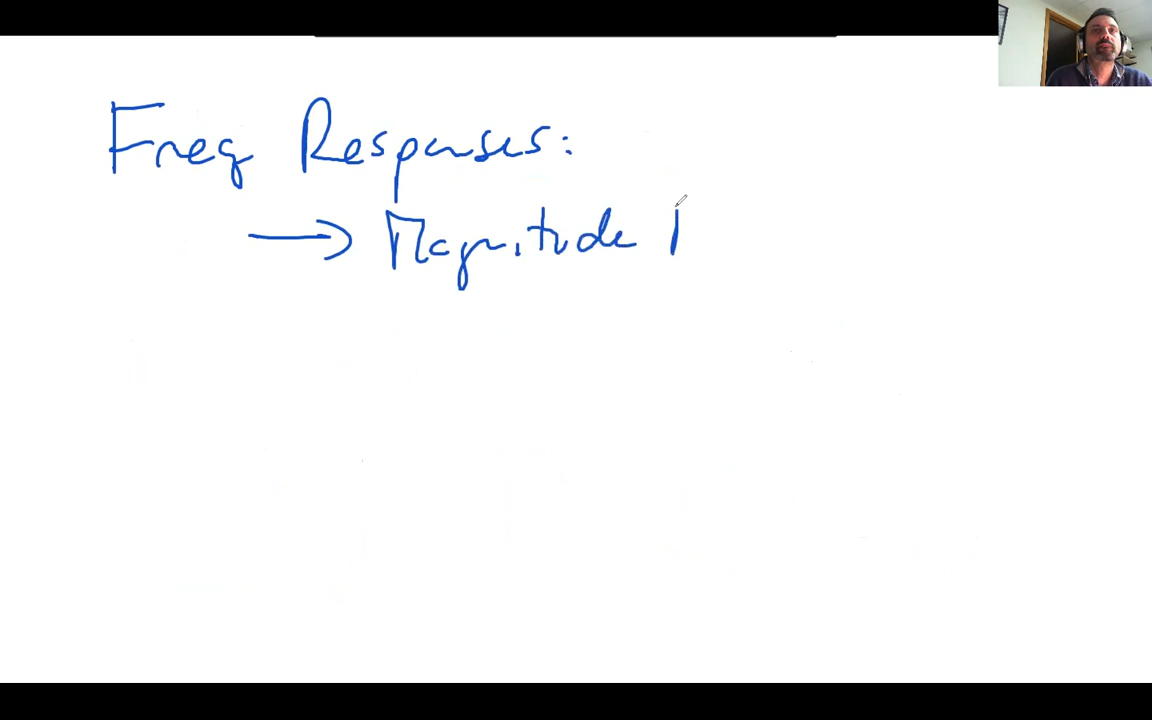 Freq Responses:
→ Magnitude